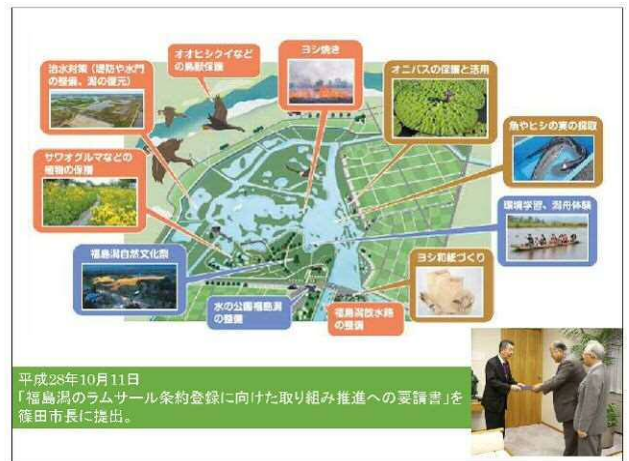 オオヒシクイなど
の鳥獣保護
ヨシ焼き
治水対策(堤防や水門
の整備、潟の復元)
オニバスの保護と活用
魚やヒシの実の採取
サワオグルマなどの
植物の保護
環境学習、潟舟体験
福島潟自然文化祭
ヨシ和紙づくり
水の公園福島潟
の整備
福島潟放水路
の整備
平成28年10月11日
「福島潟のラムサール条約登録に向けた取り組み推進への要請書」を
篠田市長に提出。